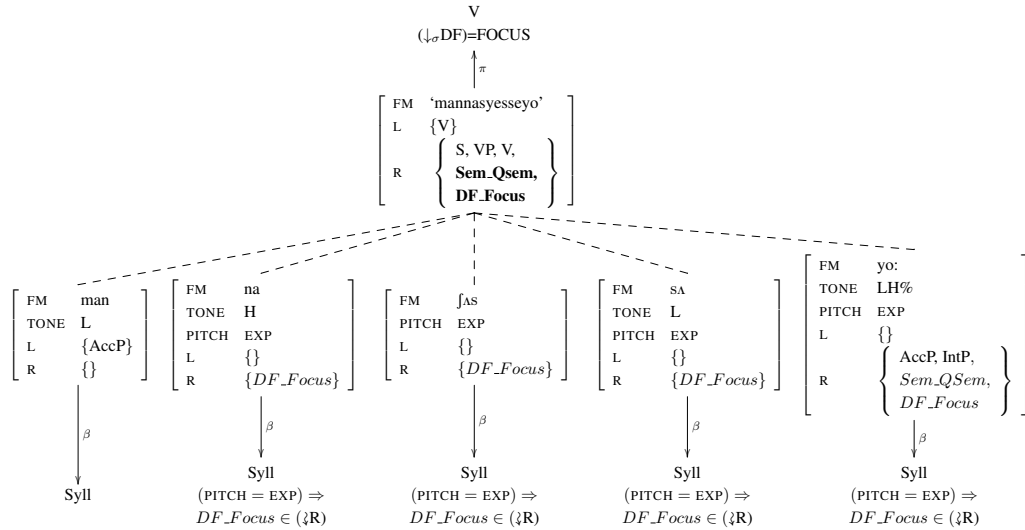 V
(↓σDF)=FOCUS
π
FM ‘mannasyesseyo’
L {V}
R { S, VP, V,
Sem_Qsem,
DF_Focus }
FM man
TONE L
L {AccP}
R {}
FM na
TONE H
PITCH EXP
L {}
R {DF_Focus}
FM ʃʌs
PITCH EXP
L {}
R {DF_Focus}
FM sʌ
TONE L
PITCH EXP
L {}
R {DF_Focus}
FM yo:
TONE LH%
PITCH EXP
L {}
R { AccP, IntP,
Sem_QSem,
DF_Focus }
β
β
β
β
β
Syll
Syll
(PITCH = EXP) ⇒
DF_Focus ∈ (⤈R)
Syll
(PITCH = EXP) ⇒
DF_Focus ∈ (⤈R)
Syll
(PITCH = EXP) ⇒
DF_Focus ∈ (⤈R)
Syll
(PITCH = EXP) ⇒
DF_Focus ∈ (⤈R)